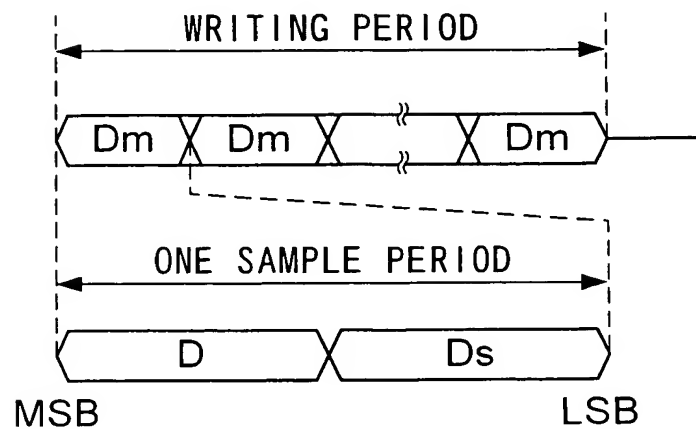 WRITING PERIOD
Dm Dm Dm
ONE SAMPLE PERIOD
D Ds
MSB LSB